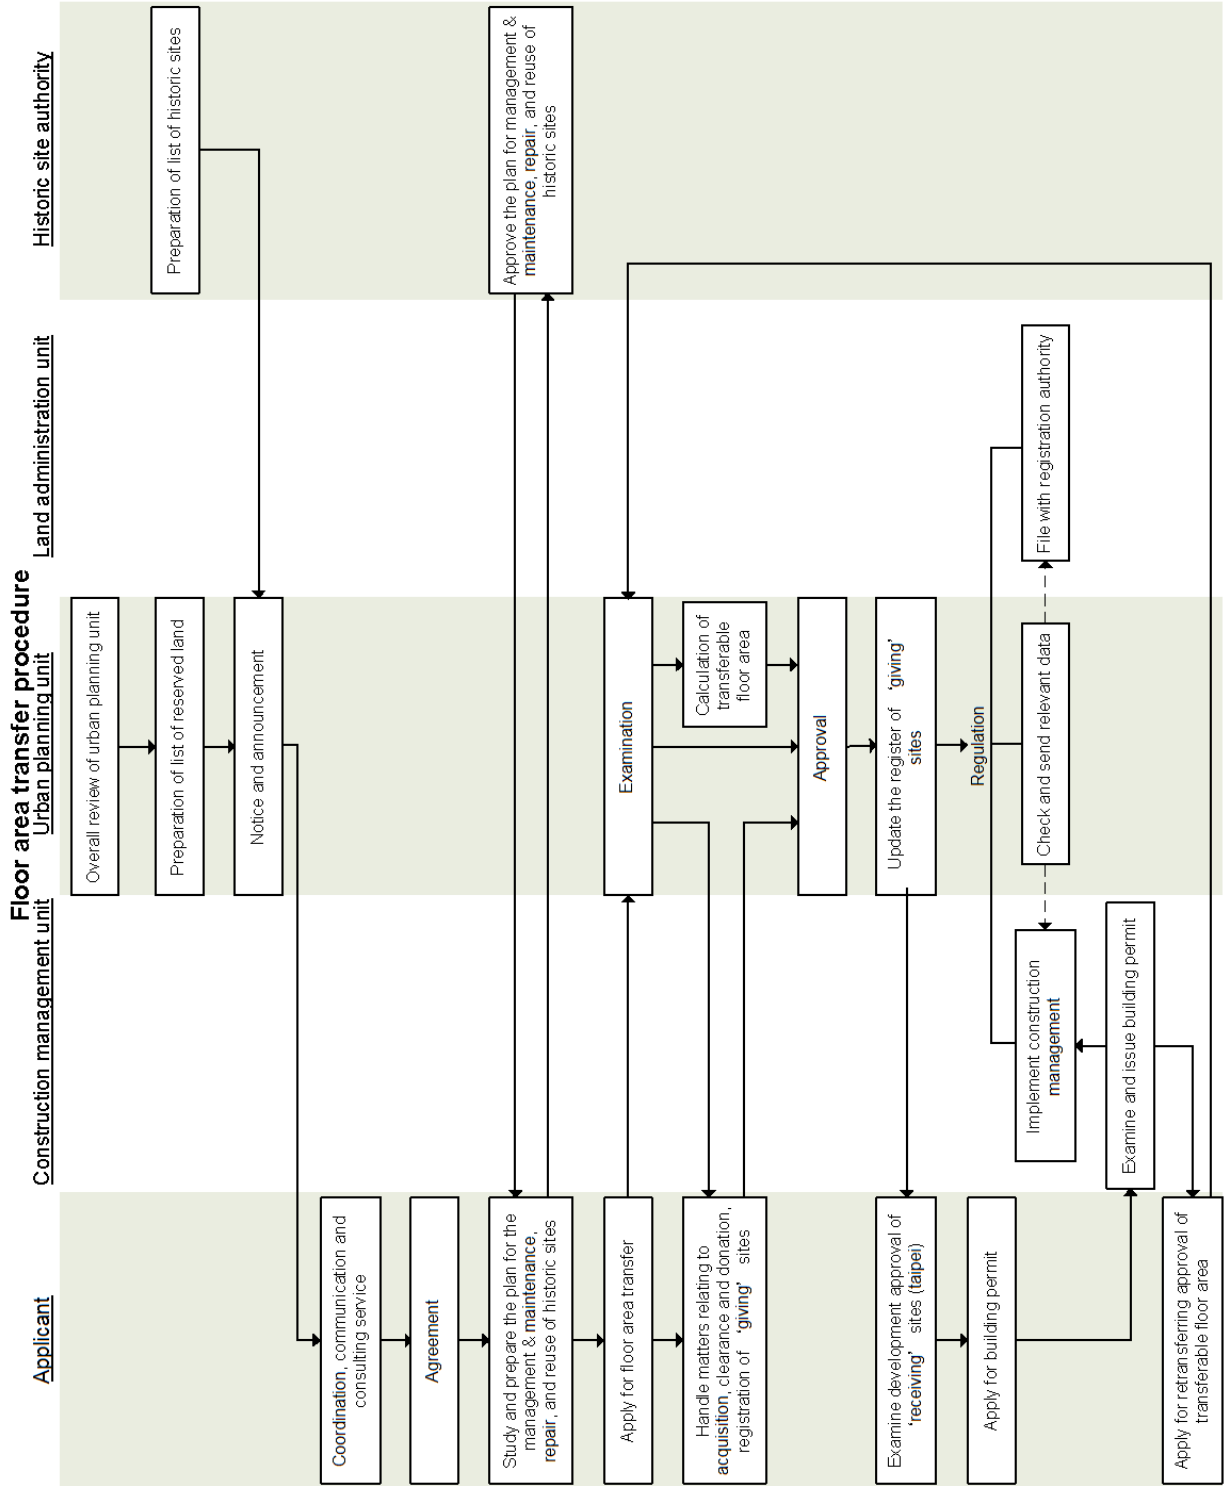 Floor area transfer procedure
Applicant
Construction management unit
Urban planning unit
Land administration unit
Historic site authority
Overall review of urban planning unit
Preparation of list of reserved land
Preparation of list of historic sites
Notice and announcement
Coordination, communication and
consulting service
Agreement
Study and prepare the plan for the
management & maintenance,
repair, and reuse of historic sites
Approve the plan for management &
maintenance, repair, and reuse of
historic sites
Apply for floor area transfer
Examination
Handle matters relating to
acquisition, clearance and donation,
registration of ‘giving’ sites
Calculation of
transferable
floor area
Approval
Examine development approval of
‘receiving’ sites (taipei)
Update the register of ‘giving’
sites
Apply for building permit
Regulation
Implement construction
management
Check and send relevant data
File with registration authority
Examine and issue building permit
Apply for retransferring approval of
transferable floor area